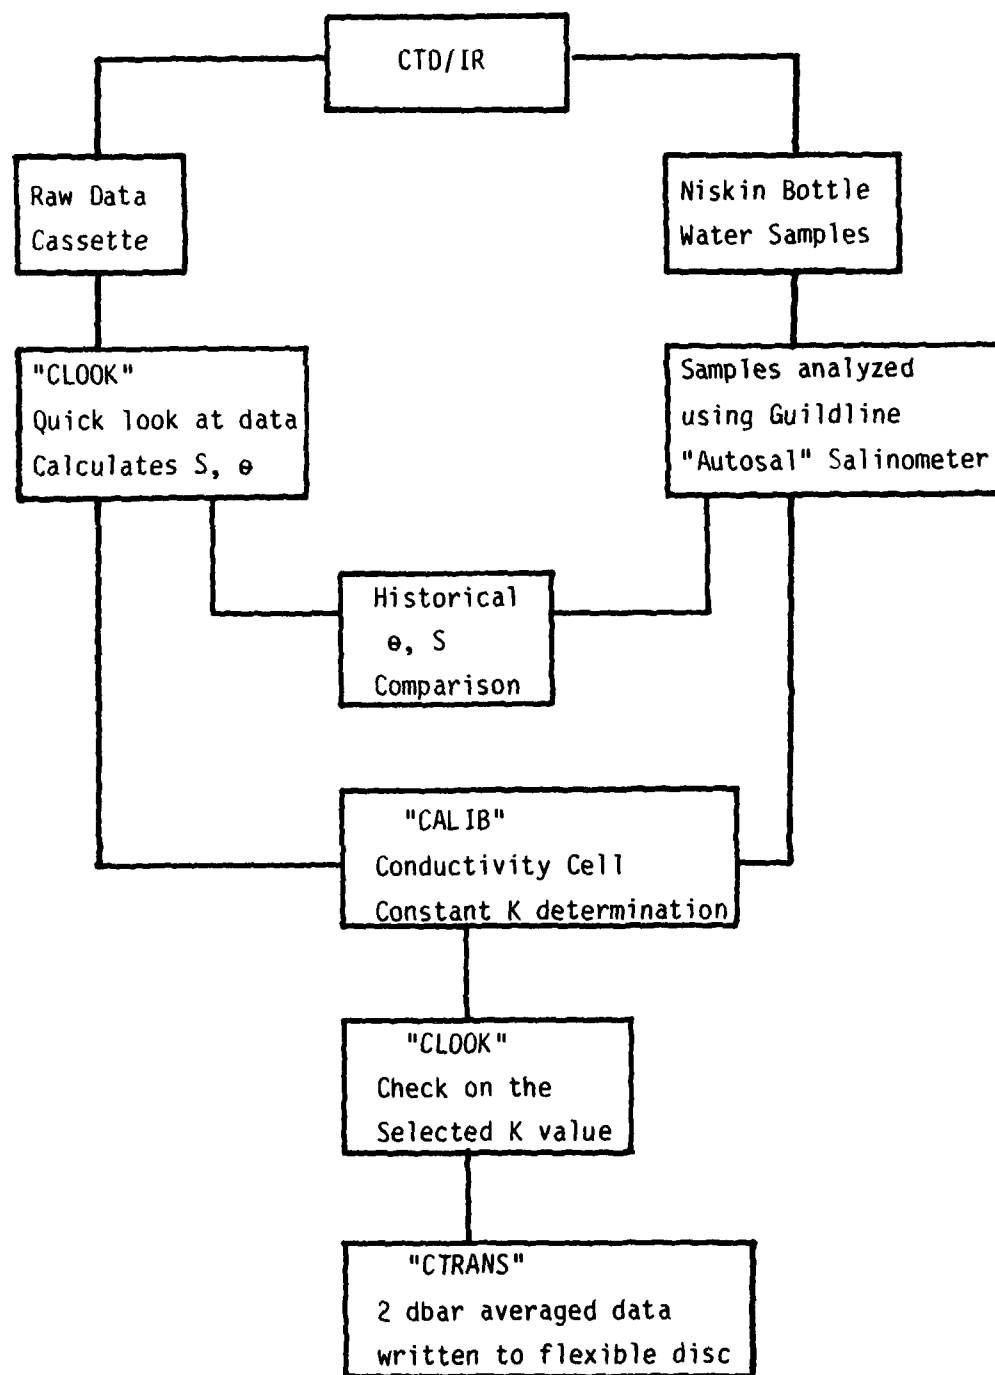 CTD/IR
Raw Data
Cassette
Niskin Bottle
Water Samples
"CLOOK"
Quick look at data
Calculates S, θ
Samples analyzed
using Guildline
"Autosal" Salinometer
Historical
θ, S
Comparison
"CALIB"
Conductivity Cell
Constant K determination
"CLOOK"
Check on the
Selected K value
"CTRANS"
2 dbar averaged data
written to flexible disc